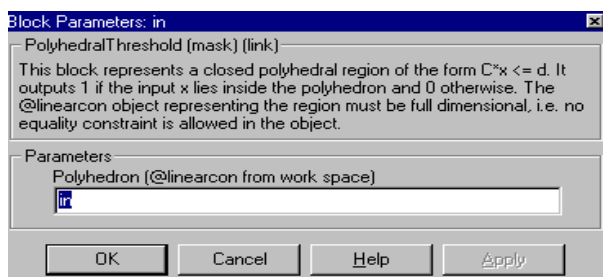 Block Parameters: in
PolyhedralThreshold (mask) (link)
This block represents a closed polyhedral region of the form C*x <= d. It
outputs 1 if the input x lies inside the polyhedron and 0 otherwise. The
@linearcon object representing the region must be full dimensional, i.e. no
equality constraint is allowed in the object.
Parameters
Polyhedron (@linearcon from work space)
in
OK Cancel Help Apply